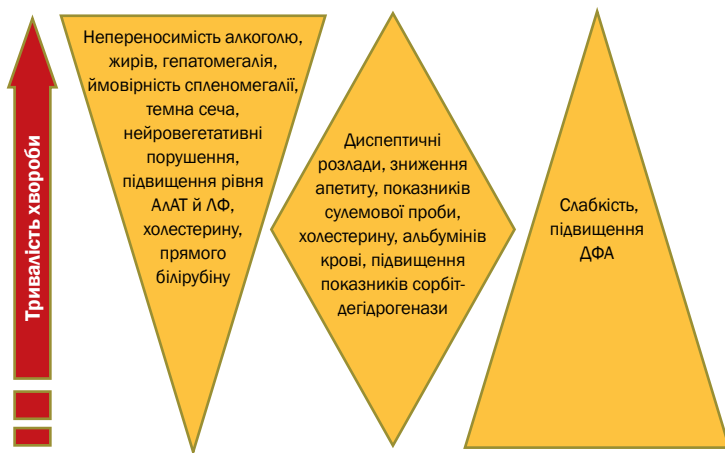 Тривалість хвороби
Непереносимість алкоголю,
жирів, гепатомегалія,
ймовірність спленомегалії,
темна сеча,
нейровегетативні
порушення,
підвищення рівня
АлАТ й ЛФ,
холестерину,
прямого
білірубіну
Диспептичні
розлади, зниження
апетиту, показників
сулемової проби,
холестерину, альбумінів
крові, підвищення
показників сорбіт-
дегідрогенази
Слабкість,
підвищення
ДФА